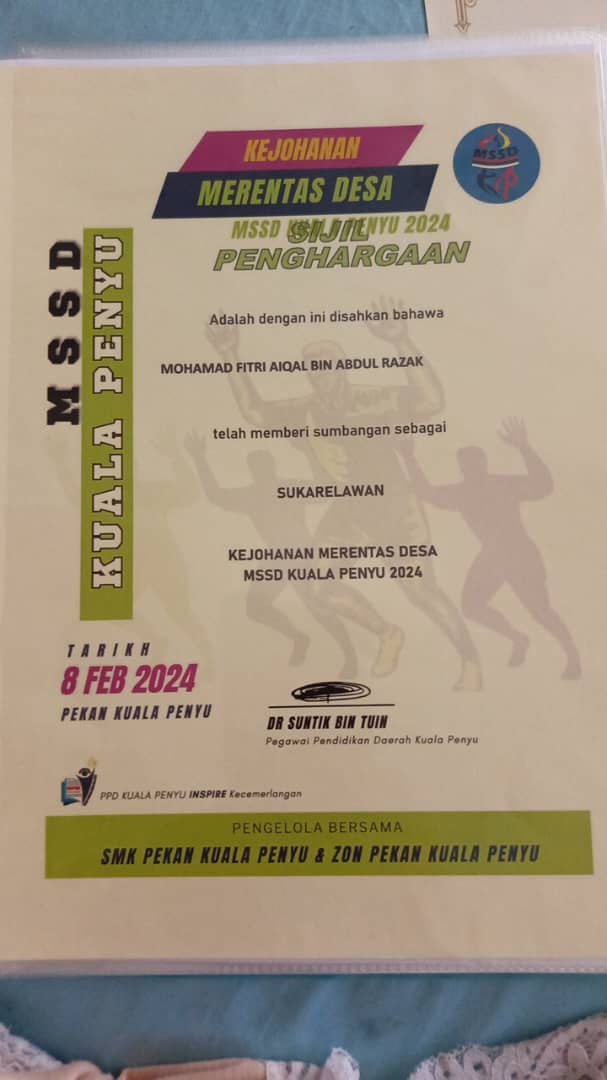 KEJOHANAN
MERENTAS DESA
MSSD KUALA PENYU 2024
SIJIL
PENGHARGAAN
MSSD
MSSD
KUALA PENYU
Adalah dengan ini disahkan bahawa
MOHAMAD FITRI AIQAL BIN ABDUL RAZAK
telah memberi sumbangan sebagai
SUKARELAWAN
KEJOHANAN MERENTAS DESA
MSSD KUALA PENYU 2024
TARIKH
8 FEB 2024
PEKAN KUALA PENYU
DR SUNTIK BIN TUIN
Pegawai Pendidikan Daerah Kuala Penyu
PPD KUALA PENYU INSPIRE Kecemerlangan
PENGELOLA BERSAMA
SMK PEKAN KUALA PENYU & ZON PEKAN KUALA PENYU